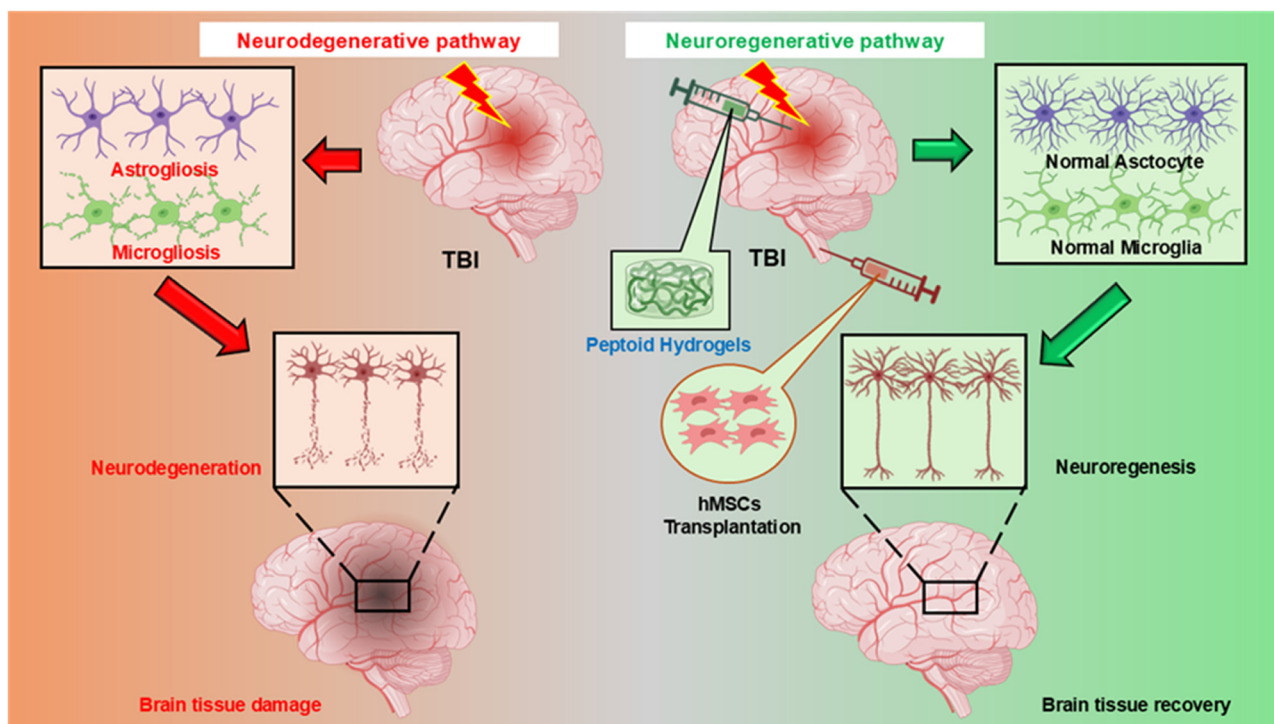 Neurodegenerative pathway
Astrogliosis
Microgliosis
TBI
Neurodegeneration
Brain tissue damage
Neuroregenerative pathway
TBI
Peptoid Hydrogels
hMSCs
Transplantation
Normal Asctocyte
Normal Microglia
Neuroregenesis
Brain tissue recovery